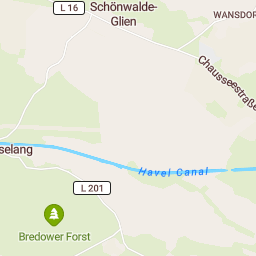 L 16
Schönwalde-
Glien
WANSDOR
Chausseestraße
selang
Havel Canal
L 201
Bredower Forst